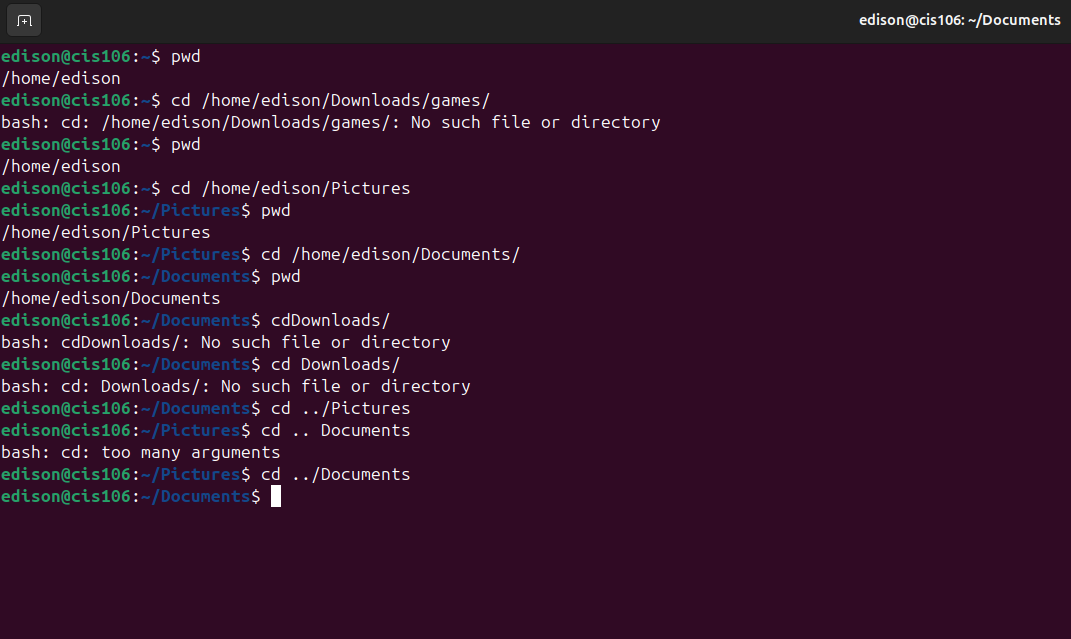 edison@cis106: ~/Documents
edison@cis106:~$ pwd
/home/edison
edison@cis106:~$ cd /home/edison/Downloads/games/
bash: cd: /home/edison/Downloads/games/: No such file or directory
edison@cis106:~$ pwd
/home/edison
edison@cis106:~$ cd /home/edison/Pictures
edison@cis106:~/Pictures$ pwd
/home/edison/Pictures
edison@cis106:~/Pictures$ cd /home/edison/Documents/
edison@cis106:~/Documents$ pwd
/home/edison/Documents
edison@cis106:~/Documents$ cdDownloads/
bash: cdDownloads/: No such file or directory
edison@cis106:~/Documents$ cd Downloads/
bash: cd: Downloads/: No such file or directory
edison@cis106:~/Documents$ cd ../Pictures
edison@cis106:~/Pictures$ cd .. Documents
bash: cd: too many arguments
edison@cis106:~/Pictures$ cd ../Documents
edison@cis106:~/Documents$